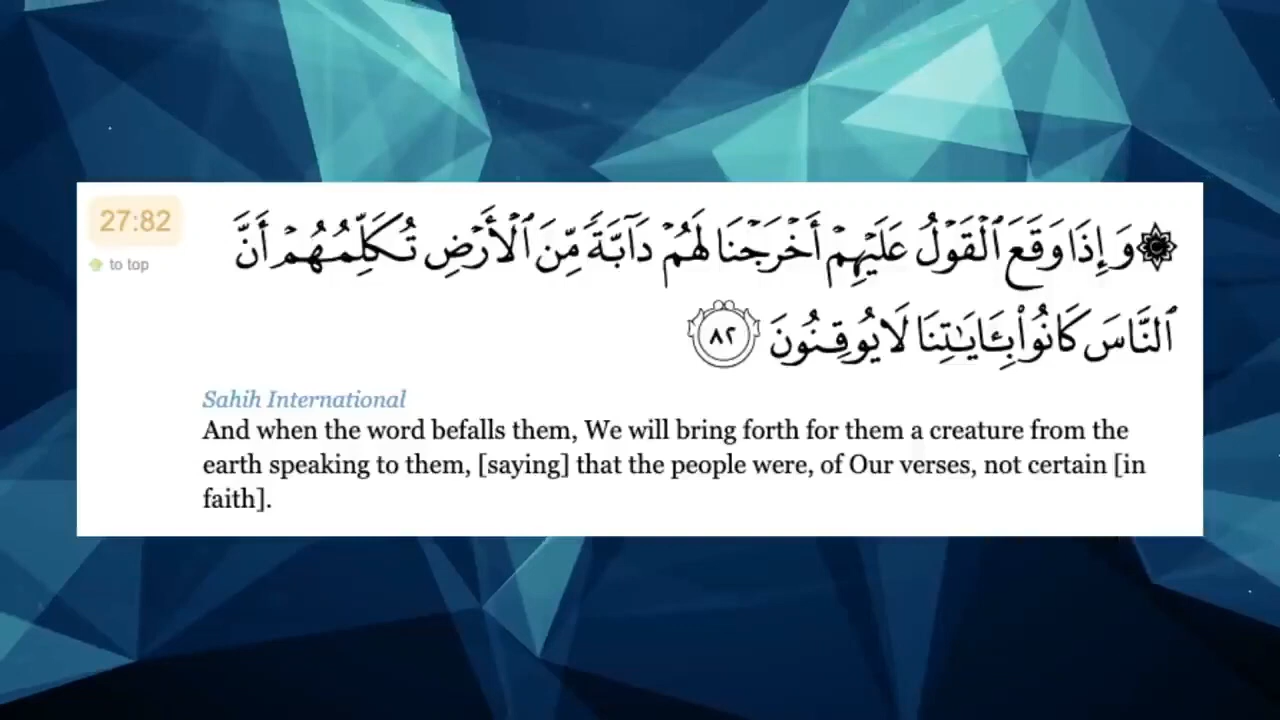 27:82
to top
۞ وَإِذَا وَقَعَ ٱلْقَوْلُ عَلَيْهِمْ أَخْرَجْنَا لَهُمْ دَآبَّةً مِّنَ ٱلْأَرْضِ تُكَلِّمُهُمْ أَنَّ
ٱلنَّاسَ كَانُوا۟ بِـَٔايَـٰتِنَا لَا يُوقِنُونَ ٨٢
Sahih International
And when the word befalls them, We will bring forth for them a creature from the
earth speaking to them, [saying] that the people were, of Our verses, not certain [in
faith].